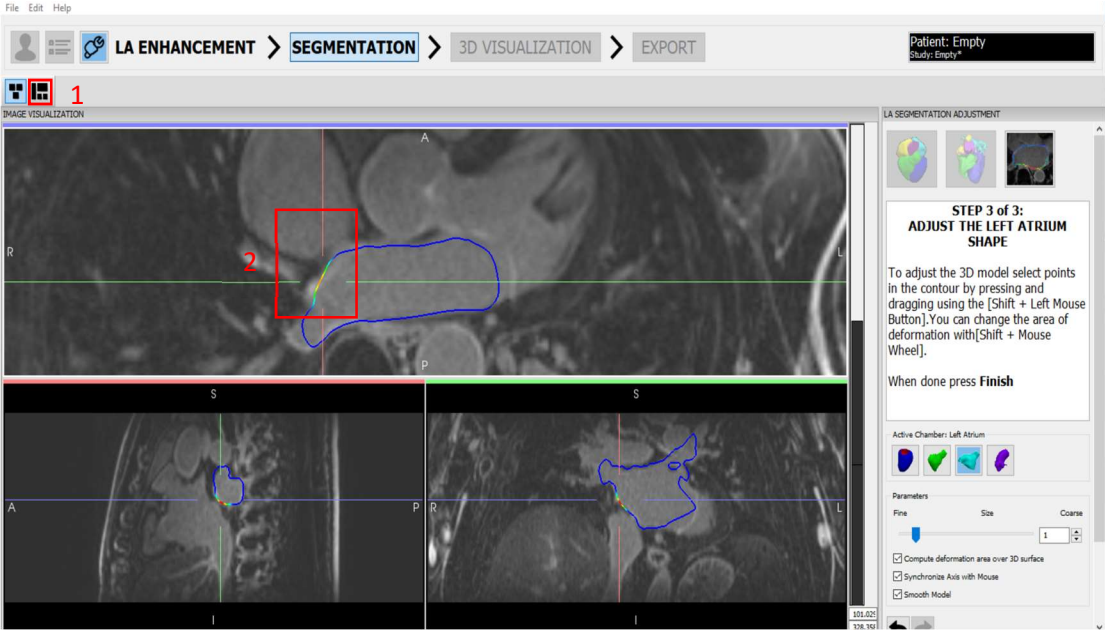 File Edit Help
LA ENHANCEMENT SEGMENTATION 3D VISUALIZATION EXPORT
Patient: Empty
Study: Empty*
1
IMAGE VISUALIZATION
LA SEGMENTATION ADJUSTMENT
A
R
L
2
P
STEP 3 of 3:
ADJUST THE LEFT ATRIUM
SHAPE
To adjust the 3D model select points
in the contour by pressing and
dragging using the [Shift + Left Mouse
Button].You can change the area of
deformation with[Shift + Mouse
Wheel].
When done press Finish
S
S
A
P
R
L
I
I
Active Chamber: Left Atrium
Parameters
Fine Size Coarse
1
Compute deformation area over 3D surface
Synchronize Axis with Mouse
Smooth Model
101.029